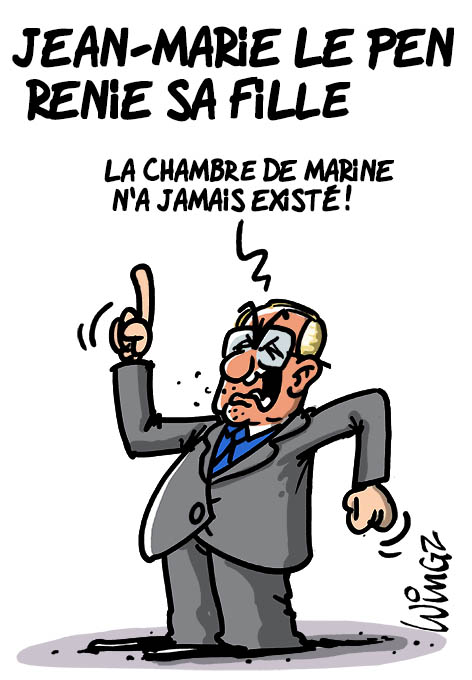 JEAN-MARIE LE PEN
RENIE SA FILLE
LA CHAMBRE DE MARINE
N'A JAMAIS EXISTÉ!
WINGZ